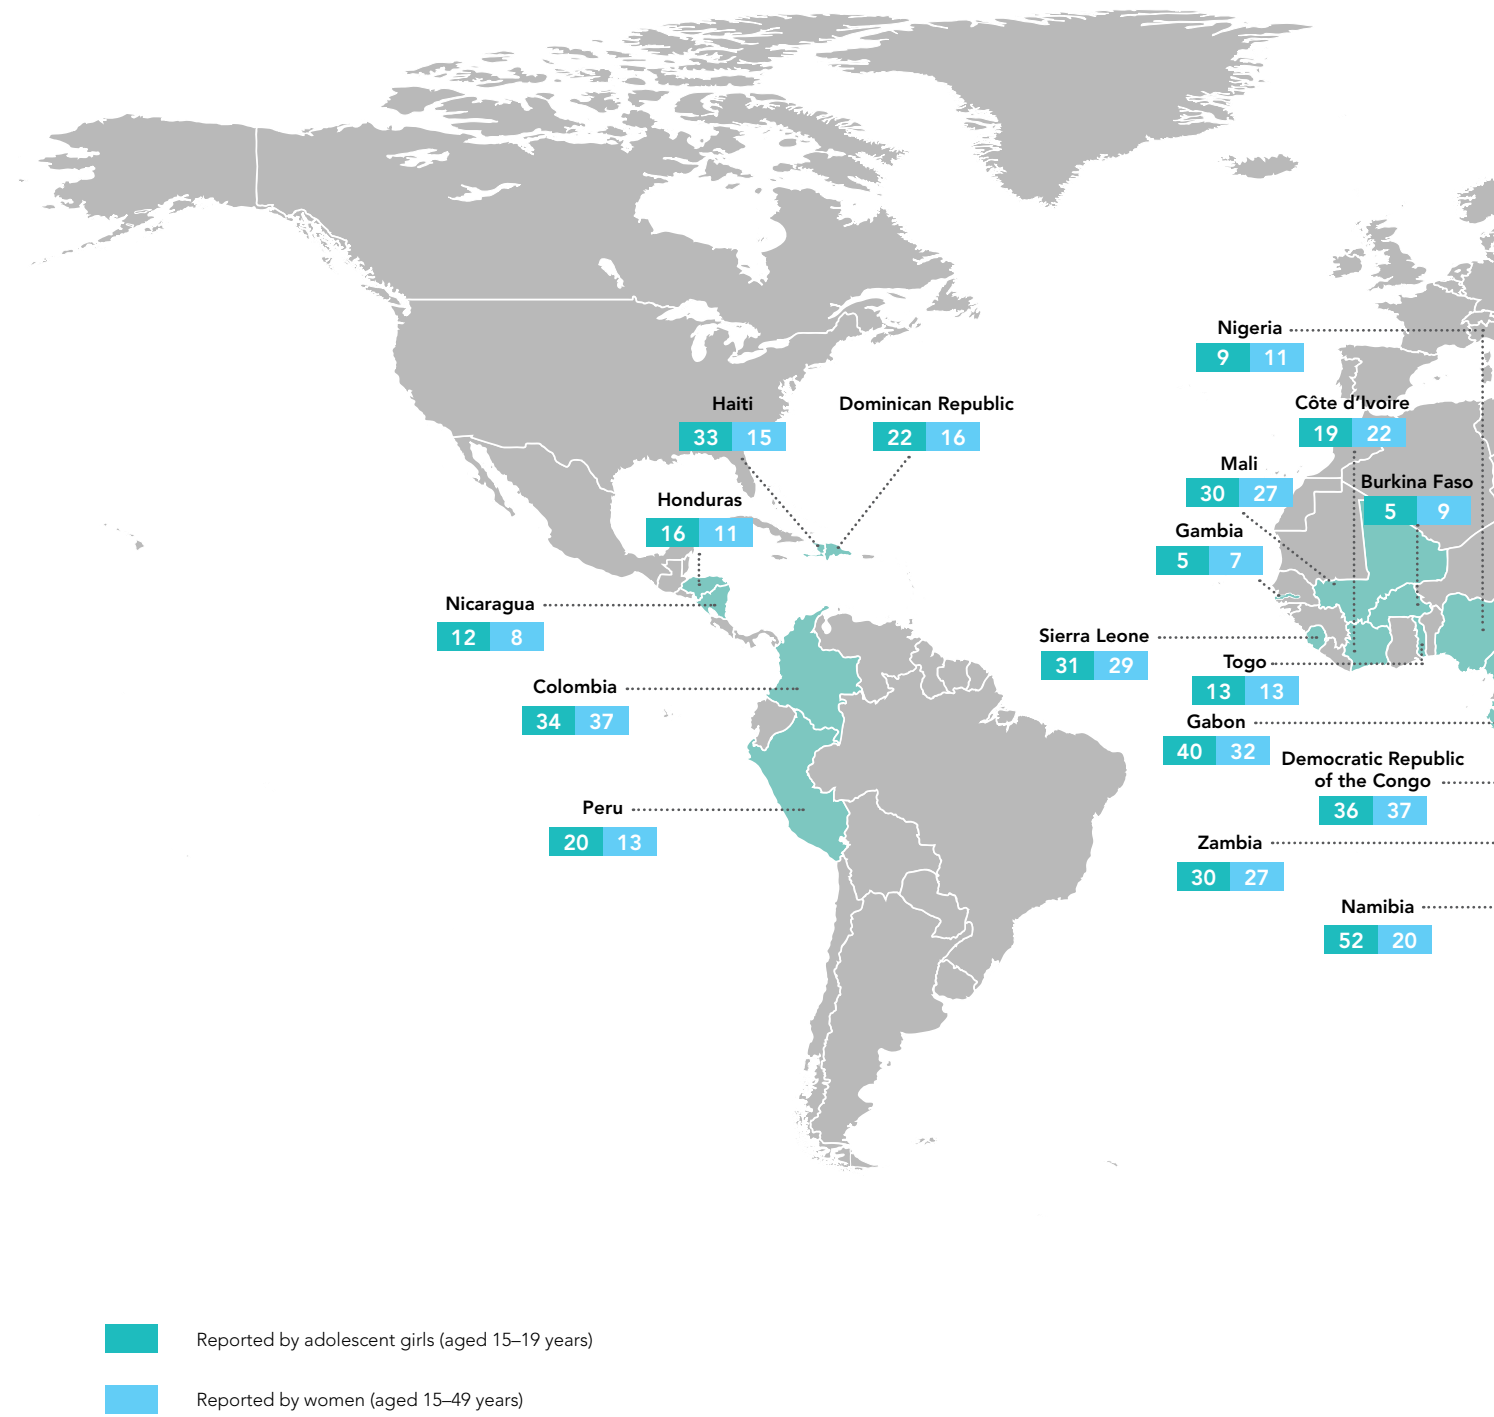 Nigeria
9 11
Haiti
33 15
Dominican Republic
22 16
Côte d’Ivoire
19 22
Mali
30 27
Burkina Faso
5 9
Honduras
16 11
Gambia
5 7
Nicaragua
12 8
Sierra Leone
31 29
Togo
13 13
Colombia
34 37
Gabon
40 32
Democratic Republic
of the Congo
36 37
Peru
20 13
Zambia
30 27
Namibia
52 20
Reported by adolescent girls (aged 15–19 years)
Reported by women (aged 15–49 years)